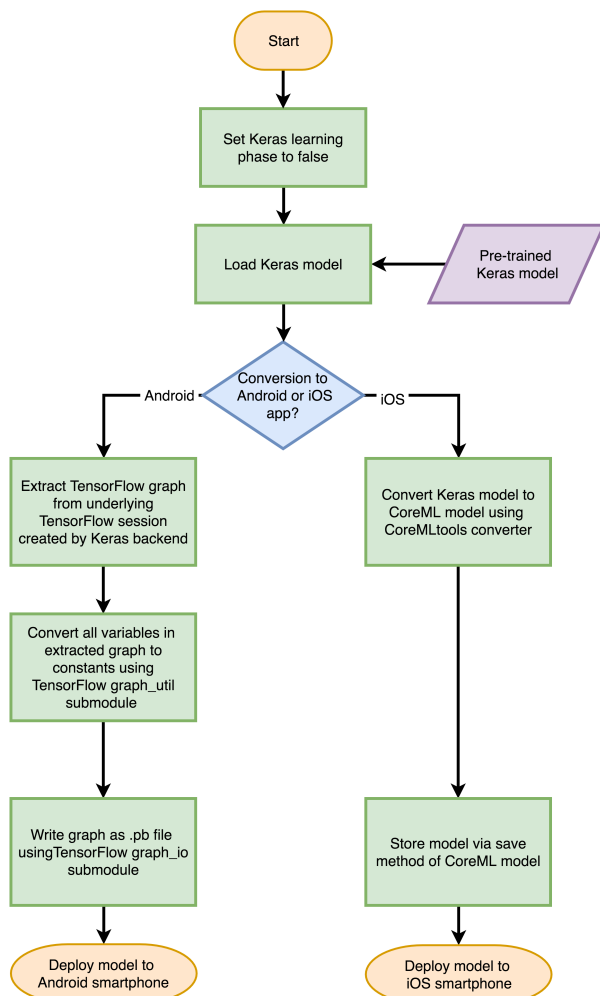 Start
Set Keras learning
phase to false
Load Keras model
Pre-trained
Keras model
Conversion to
Android or iOS
app?
Android
iOS
Extract TensorFlow graph
from underlying
TensorFlow session
created by Keras backend
Convert Keras model to
CoreML model using
CoreMLtools converter
Convert all variables in
extracted graph to
constants using
TensorFlow graph_util
submodule
Write graph as .pb file
usingTensorFlow graph_io
submodule
Store model via save
method of CoreML model
Deploy model to
Android smartphone
Deploy model to
iOS smartphone